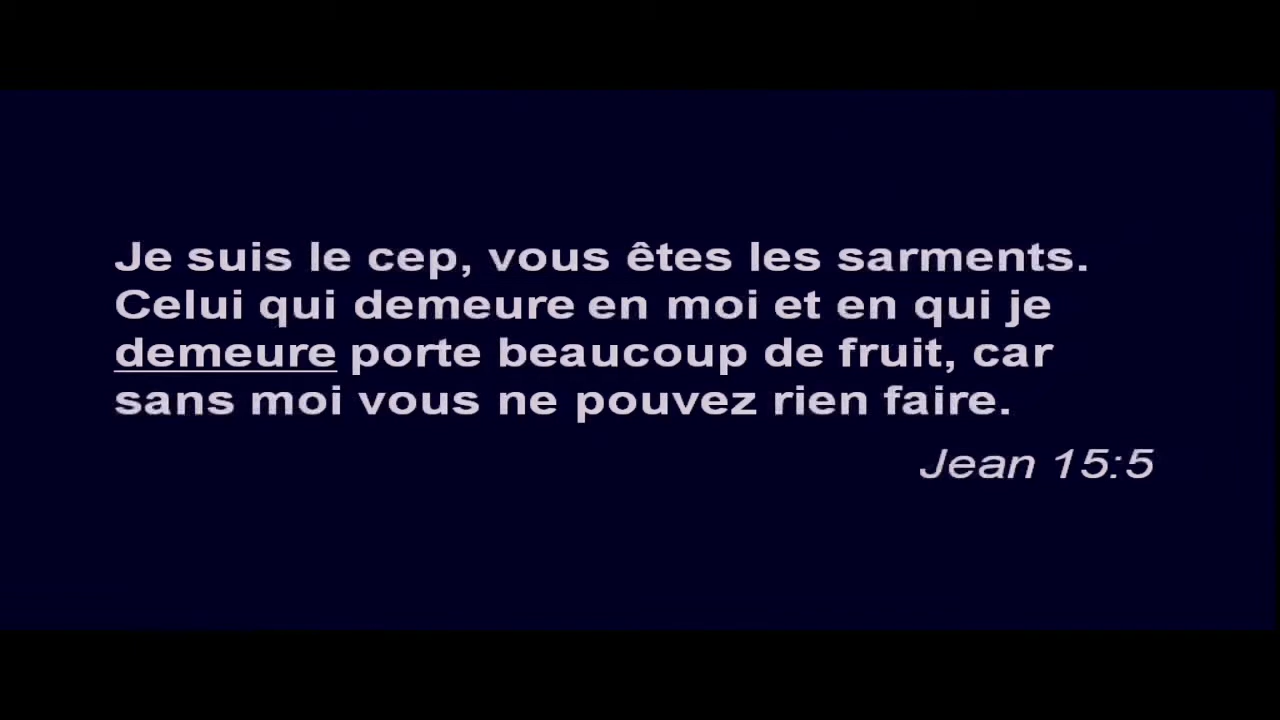 Je suis le cep, vous êtes les sarments.
Celui qui demeure en moi et en qui je
demeure porte beaucoup de fruit, car
sans moi vous ne pouvez rien faire.
Jean 15:5